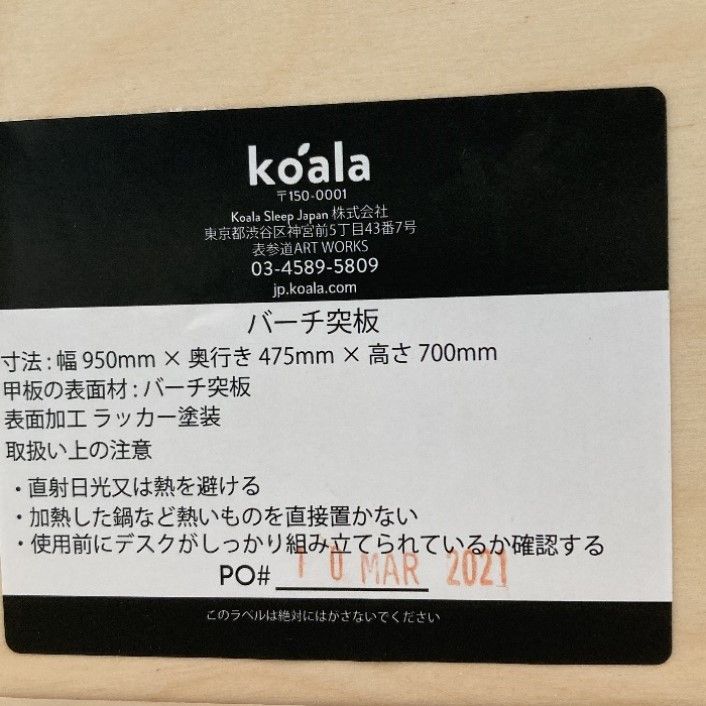 koala
〒150-0001
Koala Sleep Japan 株式会社
東京都渋谷区神宮前5丁目43番7号
表参道ART WORKS
03-4589-5809
jp.koala.com
バーチ突板
寸法 : 幅 950mm × 奥行き 475mm × 高さ 700mm
甲板の表面材 : バーチ突板
表面加工 ラッカー塗装
取扱い上の注意
・直射日光又は熱を避ける
・加熱した鍋など熱いものを直接置かない
・使用前にデスクがしっかり組み立てられているか確認する
PO# 10 MAR 2021
このラベルは絶対にはがさないでください